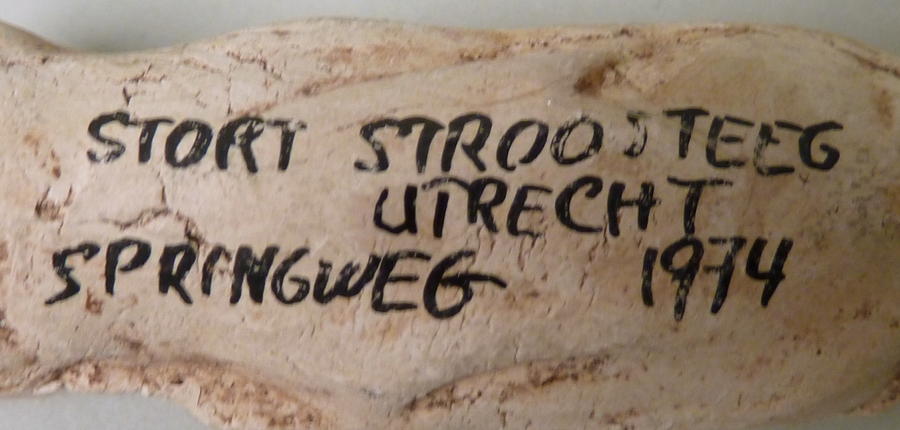 STORT STROOSTEEG
UTRECHT
SPRINGWEG 1974